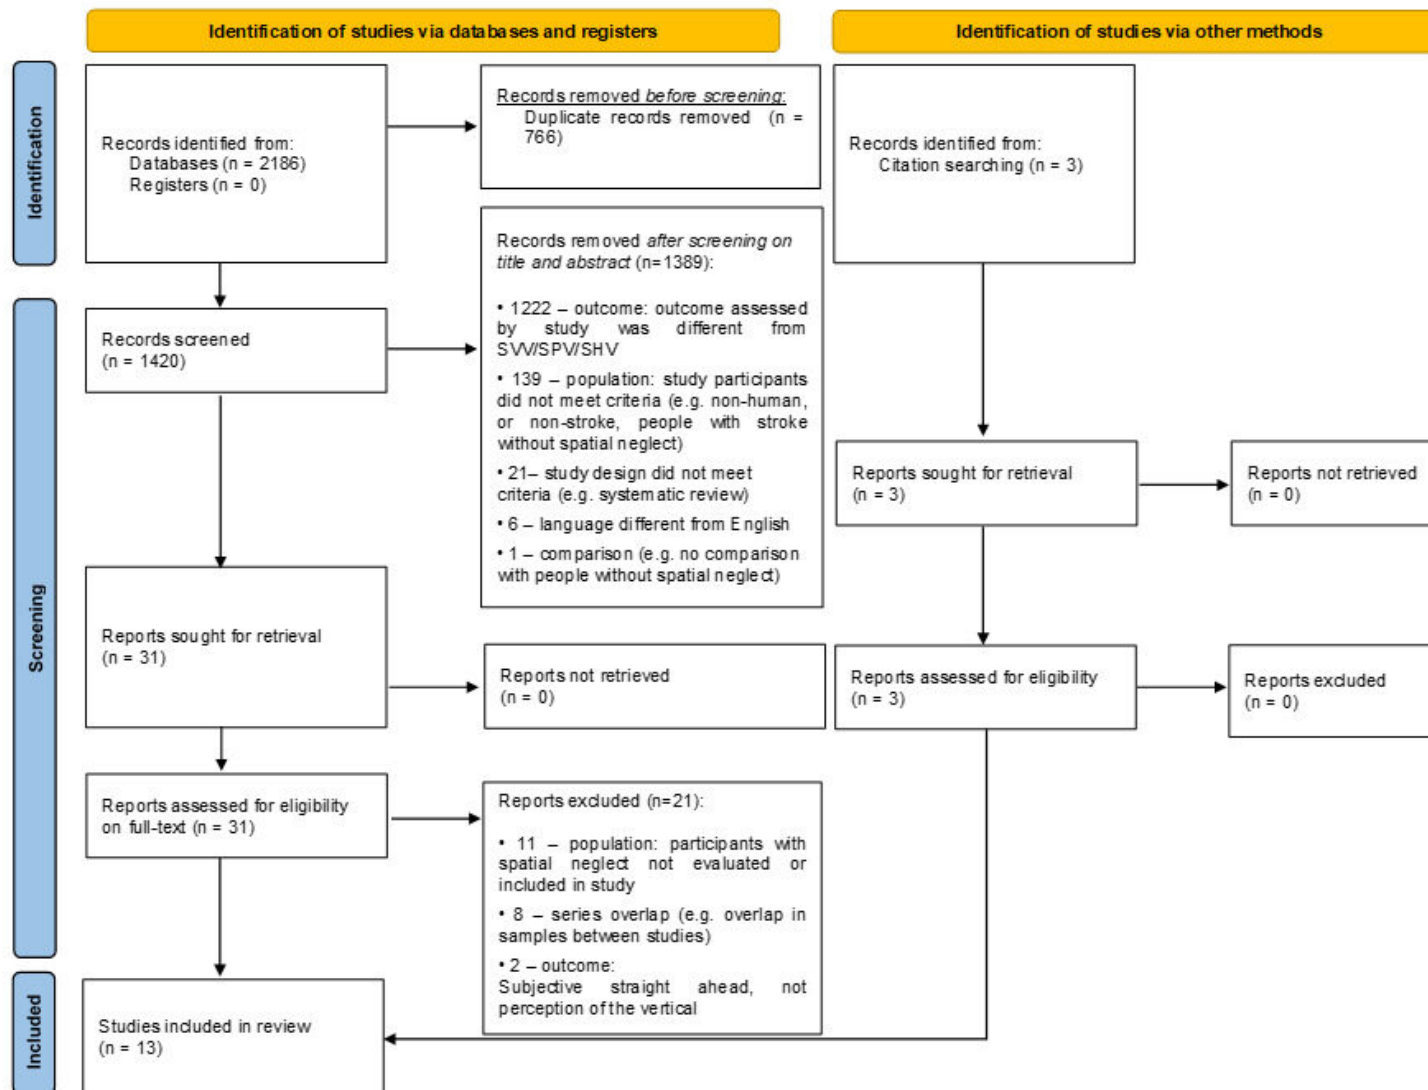 Identification of studies via databases and registers
Identification of studies via other methods
Identification
Records identified from:
Databases (n = 2186)
Registers (n = 0)
Records removed before screening:
Duplicate records removed (n =
766)
Records identified from:
Citation searching (n = 3)
Screening
Records screened
(n = 1420)
Records removed after screening on
title and abstract (n=1389):
• 1222 – outcome: outcome assessed
by study was different from
SVV/SPV/SHV
• 139 – population: study participants
did not meet criteria (e.g. non-human,
or non-stroke, people with stroke
without spatial neglect)
• 21– study design did not meet
criteria (e.g. systematic review)
• 6 – language different from English
• 1 – comparison (e.g. no comparison
with people without spatial neglect)
Reports sought for retrieval
(n = 3)
Reports not retrieved
(n = 0)
Reports sought for retrieval
(n = 31)
Reports not retrieved
(n = 0)
Reports assessed for eligibility
(n = 3)
Reports excluded
(n = 0)
Reports assessed for eligibility
on full-text (n = 31)
Reports excluded (n=21):
• 11 – population: participants with
spatial neglect not evaluated or
included in study
• 8 – series overlap (e.g. overlap in
samples between studies)
• 2 – outcome:
Subjective straight ahead, not
perception of the vertical
Included
Studies included in review
(n = 13)